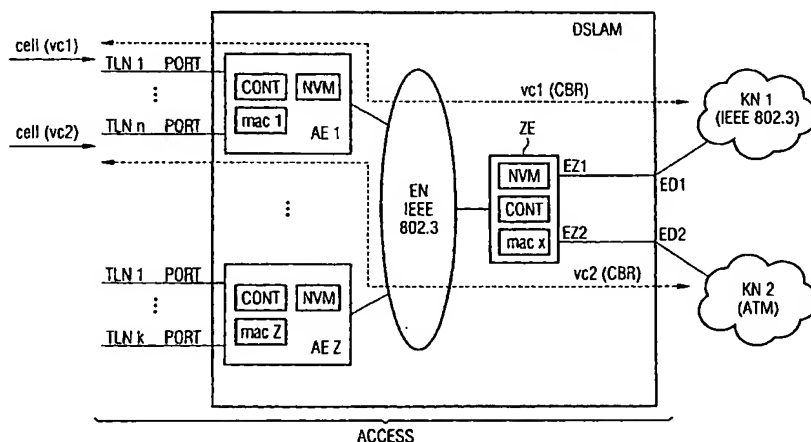 DSLAM
cell (vc1)
TLN 1 PORT
CONT NVM
mac 1
AE 1
vc1 (CBR)
KN 1
(IEEE 802.3)
cell (vc2)
TLN n PORT
ZE
EZ1
ED1
NVM
CONT
mac x
EN
IEEE
802.3
EZ2
ED2
vc2 (CBR)
KN 2
(ATM)
TLN 1 PORT
CONT NVM
mac Z
TLN k PORT
AE Z
ACCESS